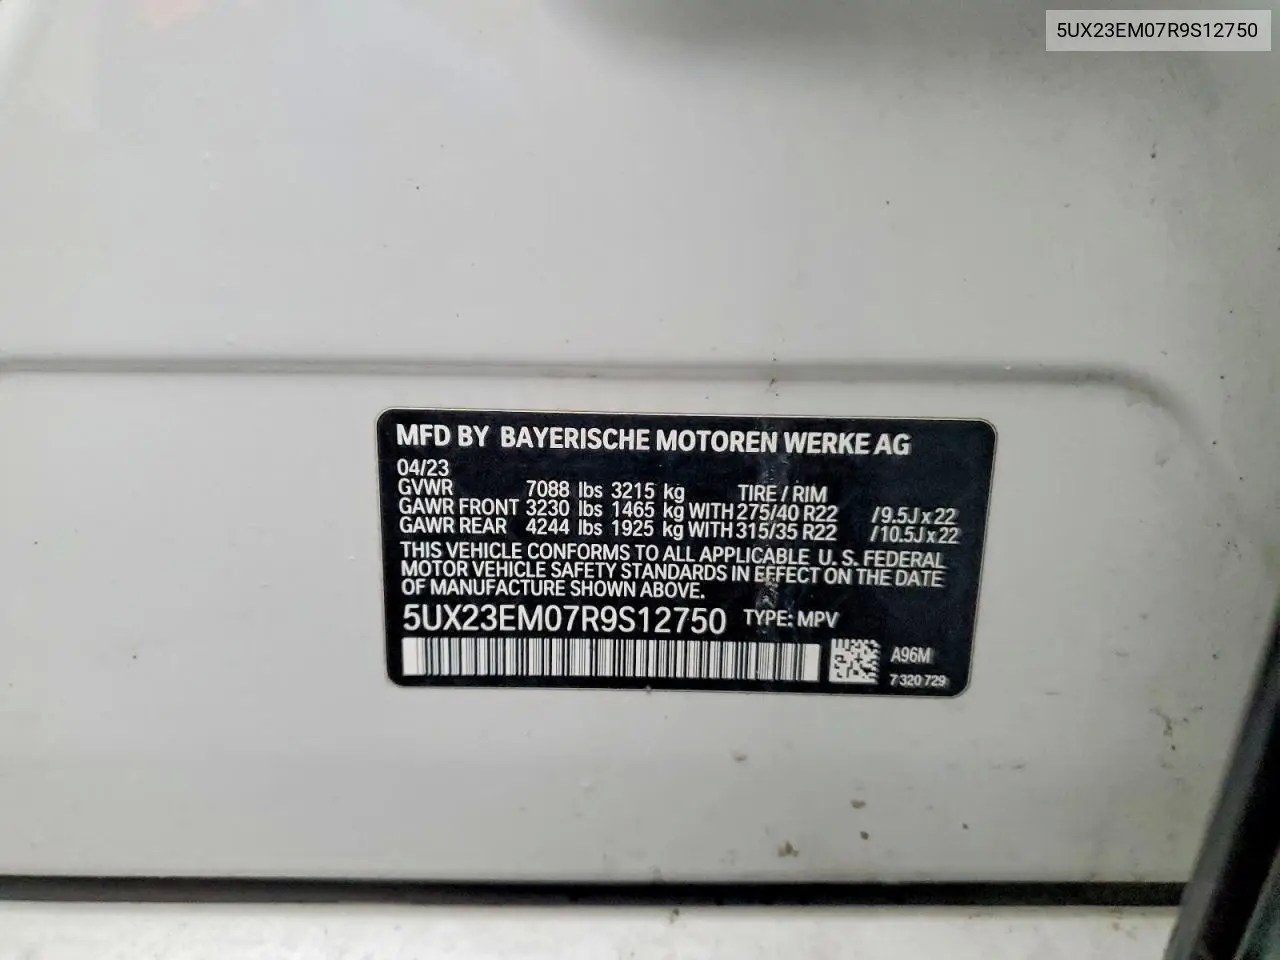 5UX23EM07R9S12750
MFD BY BAYERISCHE MOTOREN WERKE AG
04/23
GVWR 7088 lbs 3215 kg TIRE / RIM
GAWR FRONT 3230 lbs 1465 kg WITH 275/40 R22 /9.5J x 22
GAWR REAR 4244 lbs 1925 kg WITH 315/35 R22 /10.5J x 22
THIS VEHICLE CONFORMS TO ALL APPLICABLE U. S. FEDERAL
MOTOR VEHICLE SAFETY STANDARDS IN EFFECT ON THE DATE
OF MANUFACTURE SHOWN ABOVE.
5UX23EM07R9S12750 TYPE: MPV
A96M
7 320 729